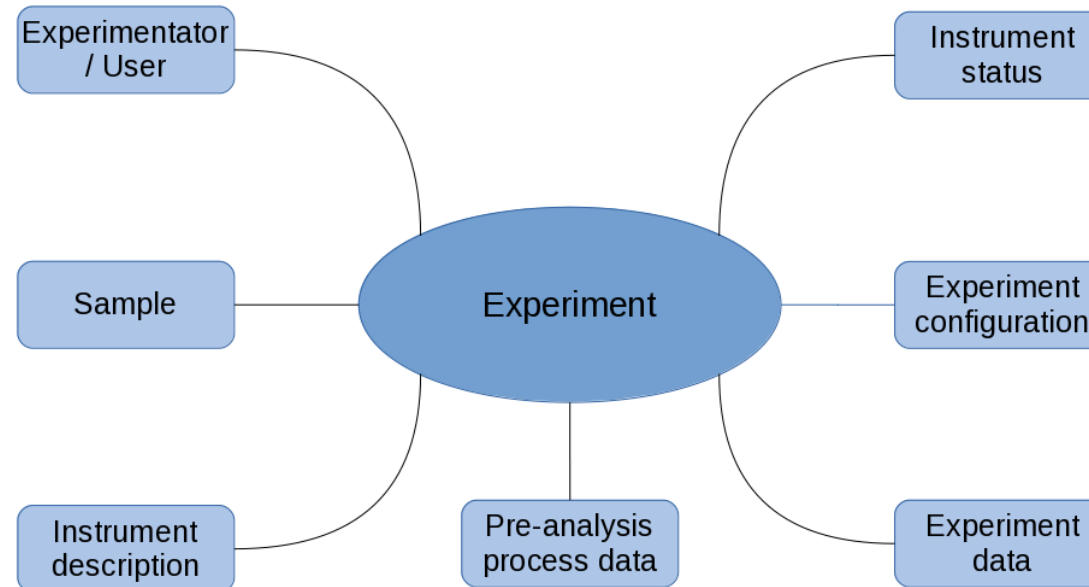 Experimentator
/ User
Instrument
status
Sample
Experiment
Experiment
configuration
Instrument
description
Pre-analysis
process data
Experiment
data